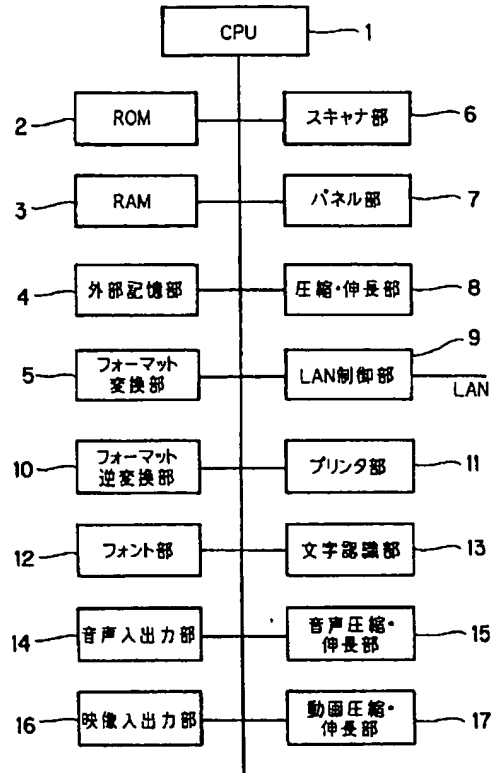 CPU
1
2
ROM
スキャナ部
6
3
RAM
パネル部
7
4
外部記憶部
圧縮・伸長部
8
5
フォーマット
変換部
LAN制御部
9
LAN
10
フォーマット
逆変換部
プリンタ部
11
12
フォント部
文字認識部
13
14
音声入出力部
音声圧縮・
伸長部
15
16
映像入出力部
動画圧縮・
伸長部
17